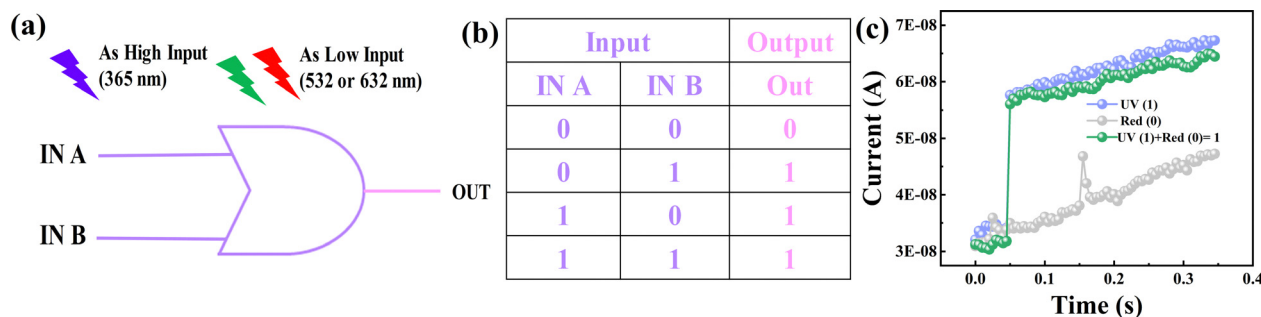 (a)
As High Input
(365 nm)
As Low Input
(532 or 632 nm)
IN A
IN B
OUT
(b)
Input Output
IN A IN B Out
0 0 0
0 1 1
1 0 1
1 1 1
(c)
7E-08
6E-08
5E-08
4E-08
3E-08
Current (A)
UV (1)
Red (0)
UV (1)+Red (0)= 1
0.0 0.1 0.2 0.3 0.4
Time (s)